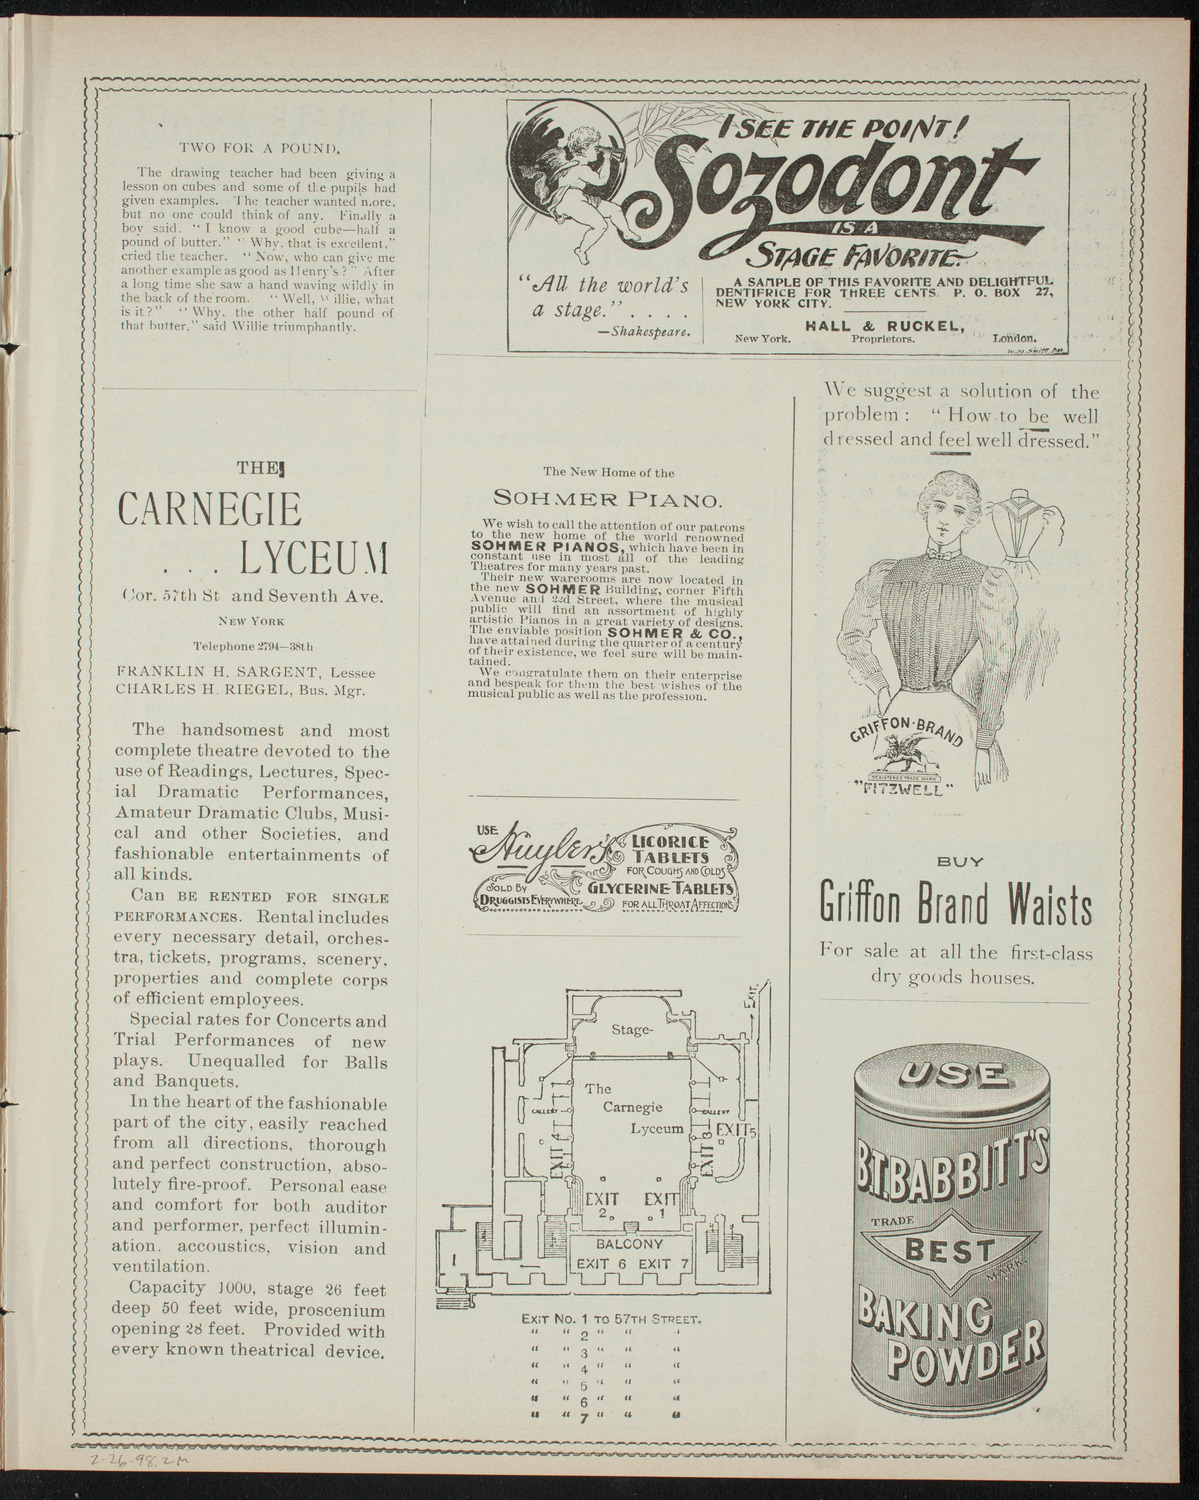 TWO FOR A POUND.
The drawing teacher had been giving a
lesson on cubes and some of the pupils had
given examples. The teacher wanted more,
but no one could think of any. Finally a
boy said. "I know a good cube—half a
pound of butter." "Why, that is excellent,"
cried the teacher. "Now, who can give me
another example as good as Henry's?" After
a long time she saw a hand waving wildly in
the back of the room. "Well, Willie, what
is it?" "Why, the other half pound of
that butter," said Willie triumphantly.
THE
CARNEGIE
. . . LYCEUM
Cor. 57th St and Seventh Ave.
NEW YORK
Telephone 2794—38th
FRANKLIN H. SARGENT, Lessee
CHARLES H. RIEGEL, Bus. Mgr.
The handsomest and most
complete theatre devoted to the
use of Readings, Lectures, Spec-
ial Dramatic Performances,
Amateur Dramatic Clubs, Musi-
cal and other Societies, and
fashionable entertainments of
all kinds.
Can BE RENTED FOR SINGLE
PERFORMANCES. Rental includes
every necessary detail, orches-
tra, tickets, programs, scenery,
properties and complete corps
of efficient employees.
Special rates for Concerts and
Trial Performances of new
plays. Unequalled for Balls
and Banquets.
In the heart of the fashionable
part of the city, easily reached
from all directions, thorough
and perfect construction, abso-
lutely fire-proof. Personal ease
and comfort for both auditor
and performer, perfect illumin-
ation. accoustics, vision and
ventilation.
Capacity 1000, stage 26 feet
deep 50 feet wide, proscenium
opening 28 feet. Provided with
every known theatrical device.
I SEE THE POINT!
Sozodont
IS A
STAGE FAVORITE.
"All the world's
a stage." . . . .
—Shakespeare.
A SAMPLE OF THIS FAVORITE AND DELIGHTFUL
DENTIFRICE FOR THREE CENTS. P. O. BOX 27,
NEW YORK CITY.
HALL & RUCKEL,
New York. Proprietors. London.
The New Home of the
SOHMER PIANO.
We wish to call the attention of our patrons
to the new home of the world renowned
SOHMER PIANOS, which have been in
constant use in most all of the leading
Theatres for many years past.
Their new warerooms are now located in
the new SOHMER Building, corner Fifth
Avenue and 22d Street, where the musical
public will find an assortment of highly
artistic Pianos in a great variety of designs.
The enviable position SOHMER & CO.,
have attained during the quarter of a century
of their existence, we feel sure will be main-
tained.
We congratulate them on their enterprise
and bespeak for them the best wishes of the
musical public as well as the profession.
USE Huyler's
LICORICE
TABLETS
FOR COUGHS AND COLDS
GLYCERINE TABLETS
FOR ALL THROAT AFFECTIONS
SOLD BY
DRUGGISTS EVERYWHERE
EXIT.
Stage-
The
Carnegie
Lyceum
GALLERY
GALLERY
EXIT 4
EXIT 3
EXIT 5
EXIT 2
EXIT 1
BALCONY
EXIT 6 EXIT 7
EXIT NO. 1 TO 57TH STREET.
" " 2 " " "
" " 3 " " "
" " 4 " " "
" " 5 " " "
" " 6 " " "
" " 7 " " "
We suggest a solution of the
problem: "How to be well
dressed and feel well dressed."
GRIFFON · BRAND
REGISTERED TRADE MARK
"FITZWELL"
BUY
Griffon Brand Waists
For sale at all the first-class
dry goods houses.
USE
B.T. BABBITT'S
TRADE
BEST
MARK.
BAKING
POWDER
2-26-98.2M